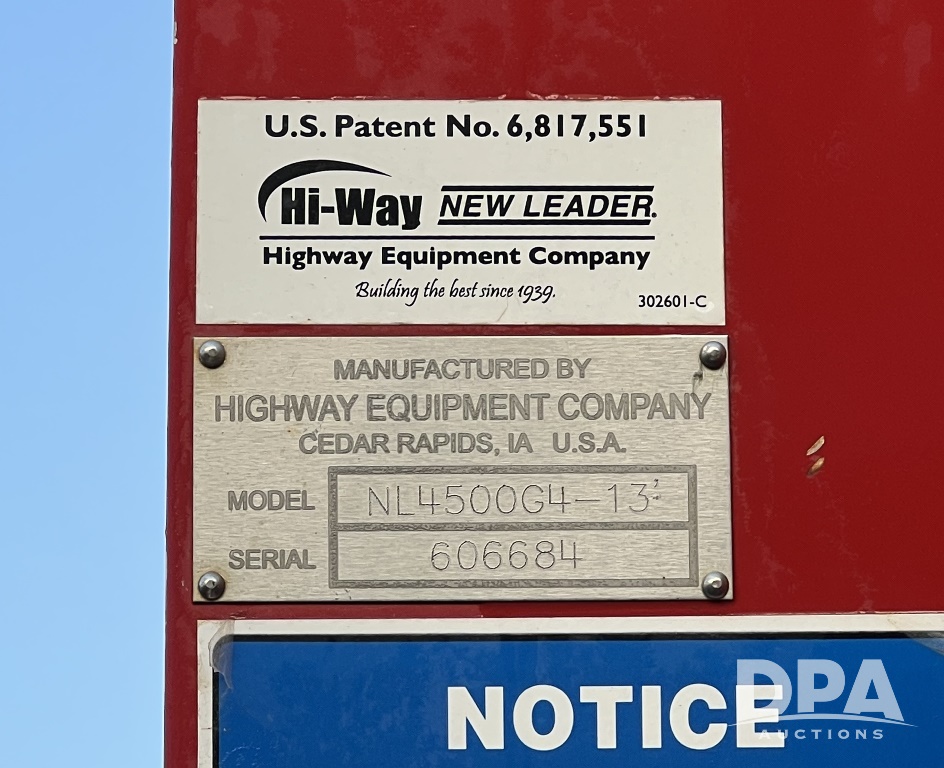 U.S. Patent No. 6,817,551
Hi-Way NEW LEADER.
Highway Equipment Company
Building the best since 1939.
302601-C
MANUFACTURED BY
HIGHWAY EQUIPMENT COMPANY
CEDAR RAPIDS, IA U.S.A.
MODEL NL4500G4-13'
SERIAL 606684
NOTICE
DPA
AUCTIONS